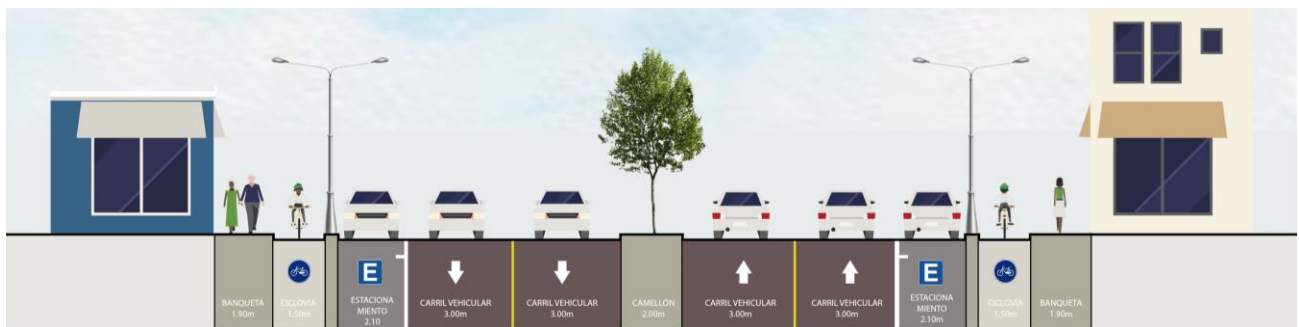 BANQUETA
1.90m
CICLOVÍA
1.50m
E
ESTACIONA
MIENTO
2.10
CARRIL VEHICULAR
3.00m
CARRIL VEHICULAR
3.00m
CAMELLÓN
2.00m
CARRIL VEHICULAR
3.00m
CARRIL VEHICULAR
3.00m
E
ESTACIONA
MIENTO
2.10m
CICLOVÍA
1.50m
BANQUETA
1.90m